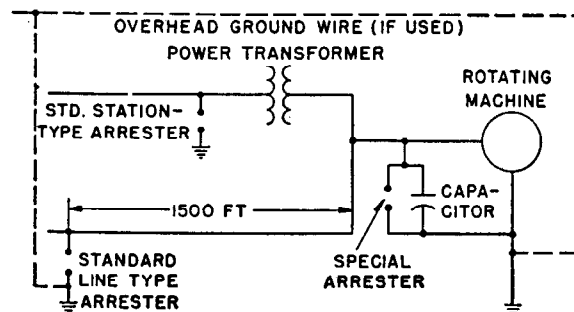 OVERHEAD GROUND WIRE (IF USED)
POWER TRANSFORMER
ROTATING
MACHINE
STD. STATION-
TYPE ARRESTER
1500 FT
CAPA-
CITOR
SPECIAL
ARRESTER
STANDARD
LINE TYPE
ARRESTER